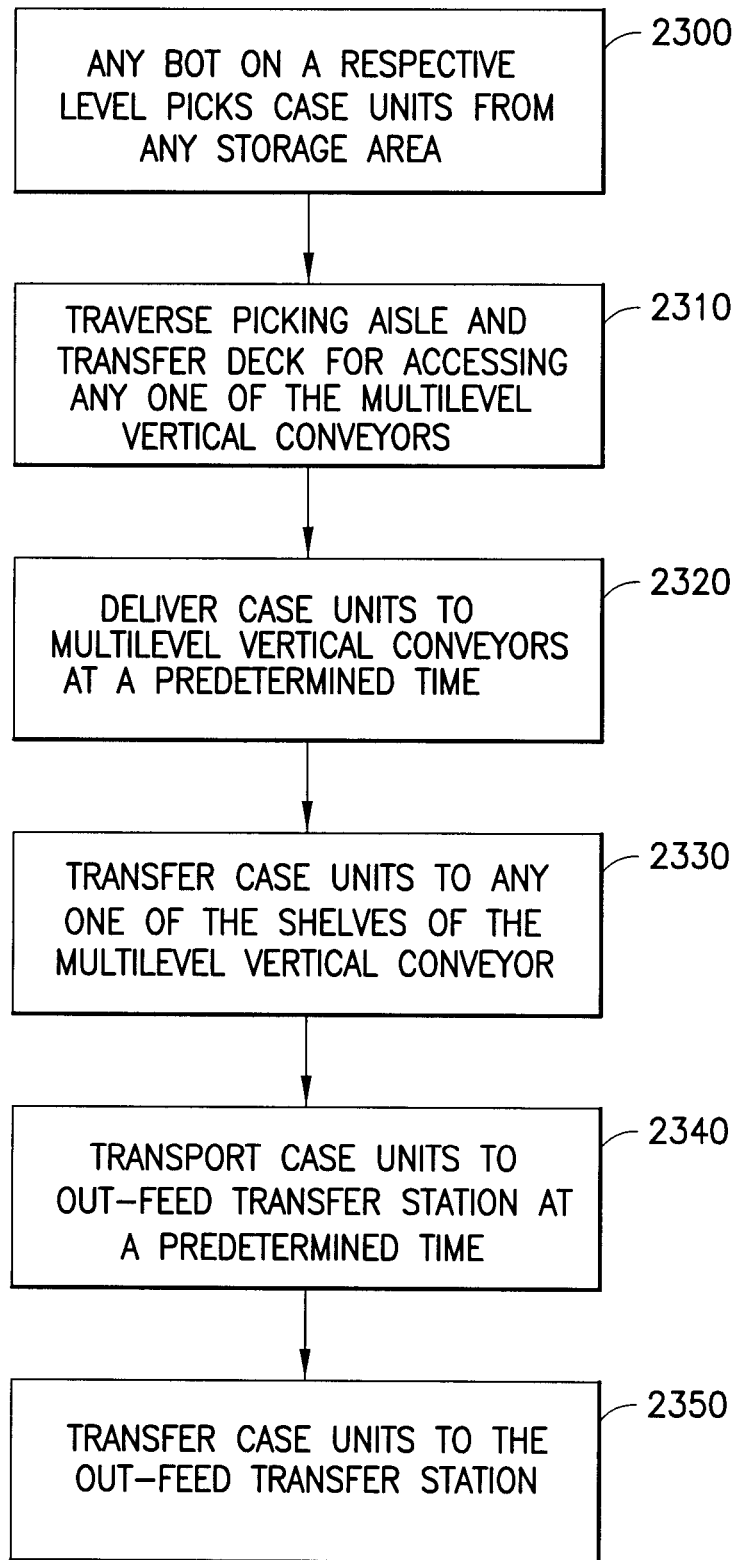 ANY BOT ON A RESPECTIVE
LEVEL PICKS CASE UNITS FROM
ANY STORAGE AREA
2300
TRAVERSE PICKING AISLE AND
TRANSFER DECK FOR ACCESSING
ANY ONE OF THE MULTILEVEL
VERTICAL CONVEYORS
2310
DELIVER CASE UNITS TO
MULTILEVEL VERTICAL CONVEYORS
AT A PREDETERMINED TIME
2320
TRANSFER CASE UNITS TO ANY
ONE OF THE SHELVES OF THE
MULTILEVEL VERTICAL CONVEYOR
2330
TRANSPORT CASE UNITS TO
OUT-FEED TRANSFER STATION AT
A PREDETERMINED TIME
2340
TRANSFER CASE UNITS TO THE
OUT-FEED TRANSFER STATION
2350